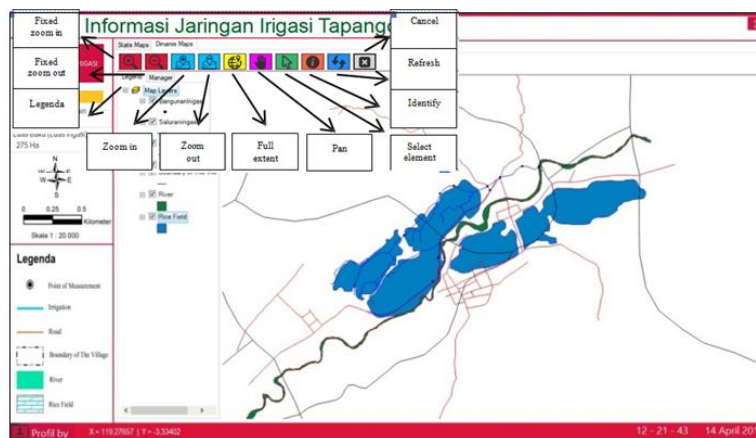 Fixed
zoom in
Fixed
zoom out
Legenda
Informasi Jaringan Irigasi Tapango
Cancel
Refresh
Identify
Statis Maps Dinamis Maps
Legend Manager
Map Layers
BangunanIrigasi
SaluranIrigasi
Zoom in
Zoom
out
Full
extent
Pan
Select
element
River
Rice Field
275 Ha
N
W E
S
0 0.25 0.5
Kilometer
Skala 1 : 20.000
Legenda
Point of Measurement
Irrigation
Road
Boundary of The Village
River
Rice Field
Profil by
X = 119,27657 | Y = -3,33402
12 - 21 - 43
14 April